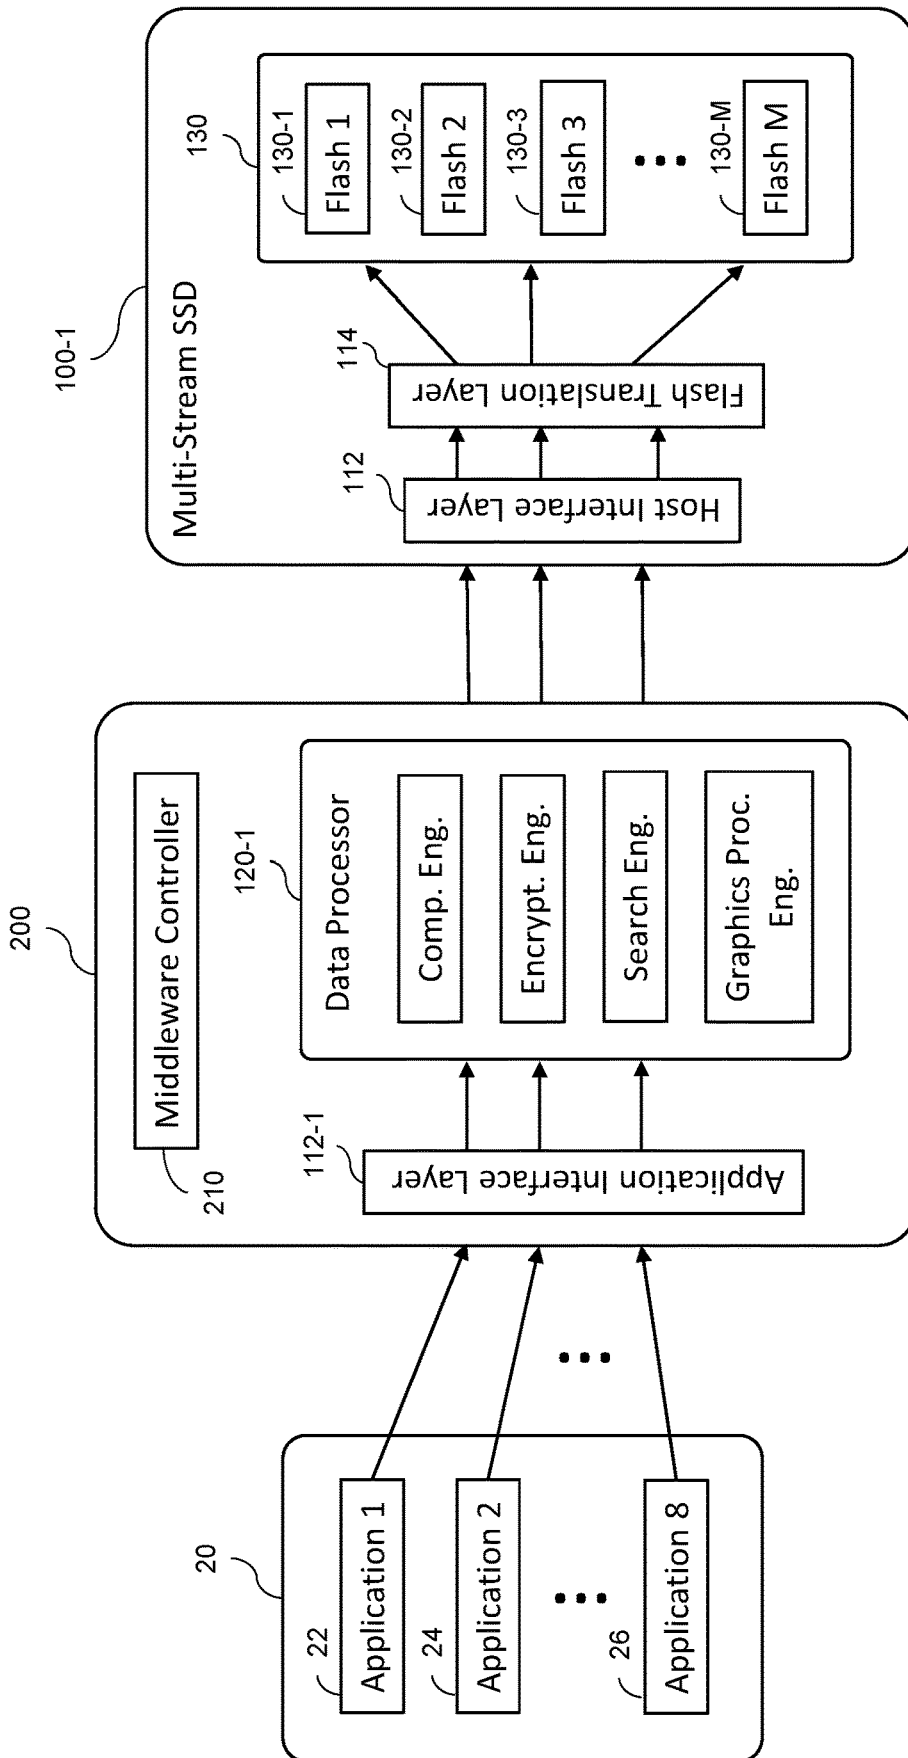 20
22
Application 1
24
Application 2
26
Application 8
200
210
Middleware Controller
112-1
Application Interface Layer
120-1
Data Processor
Comp. Eng.
Encrypt. Eng.
Search Eng.
Graphics Proc.
Eng.
100-1
Multi-Stream SSD
112
Host Interface Layer
114
Flash Translation Layer
130
130-1
Flash 1
130-2
Flash 2
130-3
Flash 3
130-M
Flash M